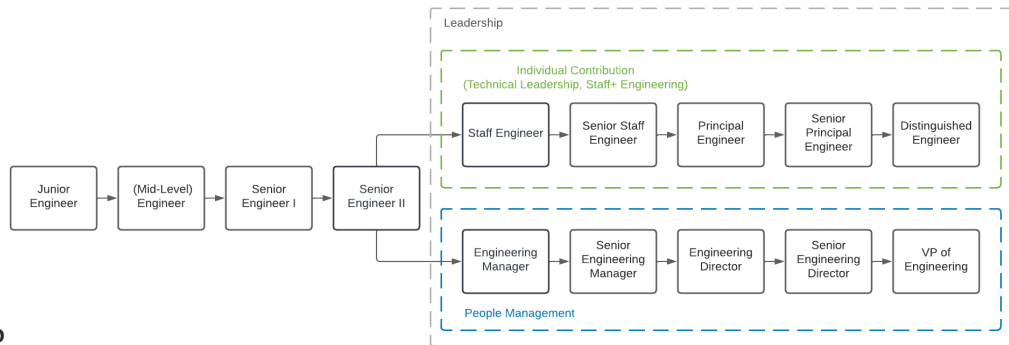 Leadership
Individual Contribution
(Technical Leadership, Staff+ Engineering)
Staff Engineer
Senior Staff
Engineer
Principal
Engineer
Senior
Principal
Engineer
Distinguished
Engineer
Junior
Engineer
(Mid-Level)
Engineer
Senior
Engineer I
Senior
Engineer II
Engineering
Manager
Senior
Engineering
Manager
Engineering
Director
Senior
Engineering
Director
VP of
Engineering
People Management